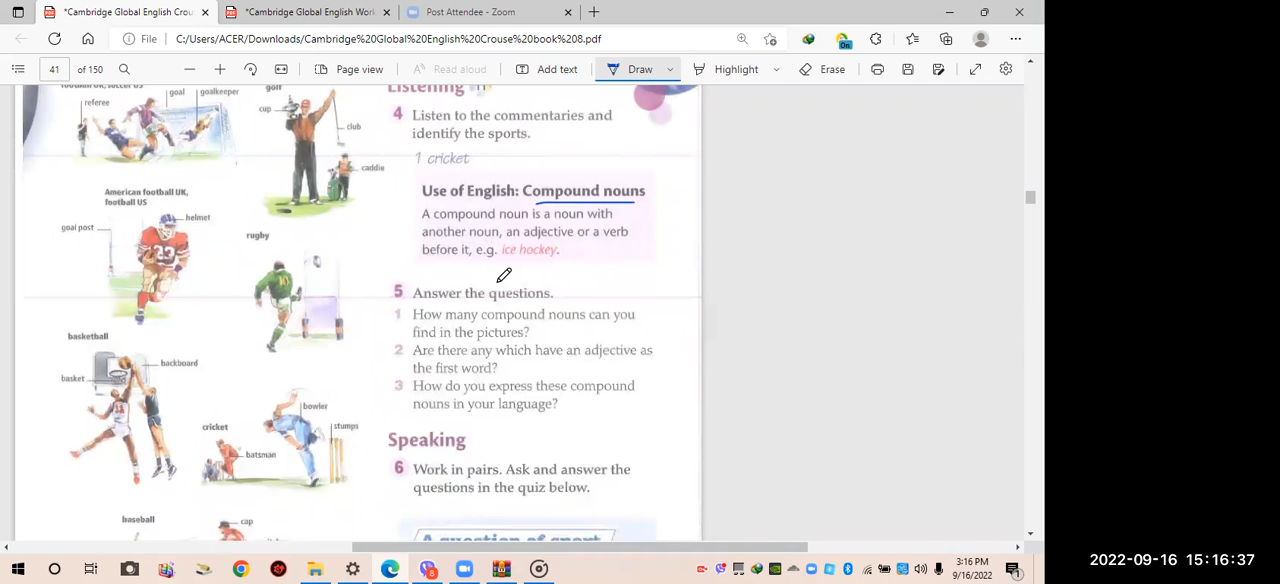 *Cambridge Global English Crou
*Cambridge Global English Work
Post Attendee - Zoom
File
C:/Users/ACER/Downloads/Cambridge%20Global%20English%20Crouse%20book%208.pdf
On
41 of 150
Page view
Read aloud
Add text
Draw
Highlight
Erase
football UK, soccer US
referee
goal
goalkeeper
golf
cup
club
caddie
American football UK,
football US
goal post
helmet
rugby
basketball
backboard
basket
bowler
cricket
stumps
batsman
baseball
cap
Listening
4 Listen to the commentaries and
identify the sports.
1 cricket
Use of English: Compound nouns
A compound noun is a noun with
another noun, an adjective or a verb
before it, e.g. ice hockey.
5 Answer the questions.
1 How many compound nouns can you
find in the pictures?
2 Are there any which have an adjective as
the first word?
3 How do you express these compound
nouns in your language?
Speaking
6 Work in pairs. Ask and answer the
questions in the quiz below.
A question of sport
3:16 PM
9/16/2022
2022-09-16 15:16:37